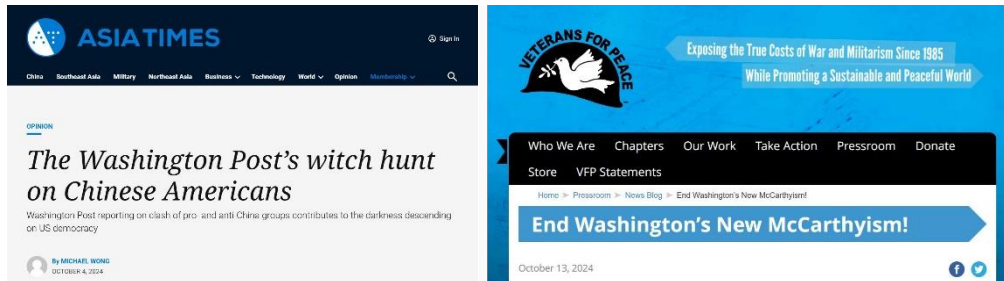 ASIA TIMES
Sign In
China Southeast Asia Military Northeast Asia Business Technology World Opinion Membership
OPINION
The Washington Post's witch hunt
on Chinese Americans
Washington Post reporting on clash of pro- and anti China groups contributes to the darkness descending
on US democracy
By MICHAEL WONG
OCTOBER 4, 2024
VETERANS FOR PEACE
Exposing the True Costs of War and Militarism Since 1985
While Promoting a Sustainable and Peaceful World
Who We Are Chapters Our Work Take Action Pressroom Donate
Store VFP Statements
Home > Pressroom > News Blog > End Washington's New McCarthyism!
End Washington's New McCarthyism!
October 13, 2024